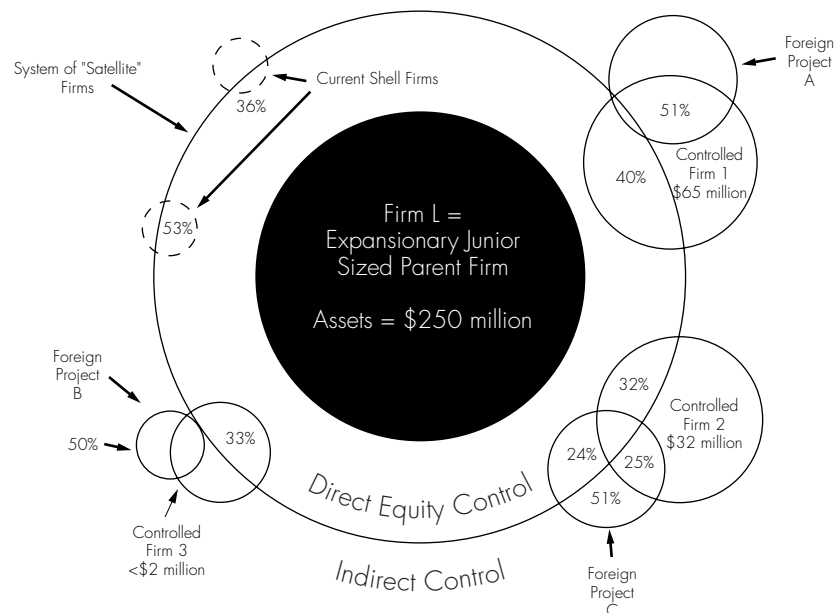 System of "Satellite"
Firms
Current Shell Firms
36%
53%
Foreign
Project
A
51%
40%
Controlled
Firm 1
$65 million
Firm L =
Expansionary Junior
Sized Parent Firm
Assets = $250 million
Foreign
Project
B
50%
33%
Controlled
Firm 3
<$2 million
32%
Controlled
Firm 2
$32 million
24%
25%
51%
Foreign
Project
C
Direct Equity Control
Indirect Control